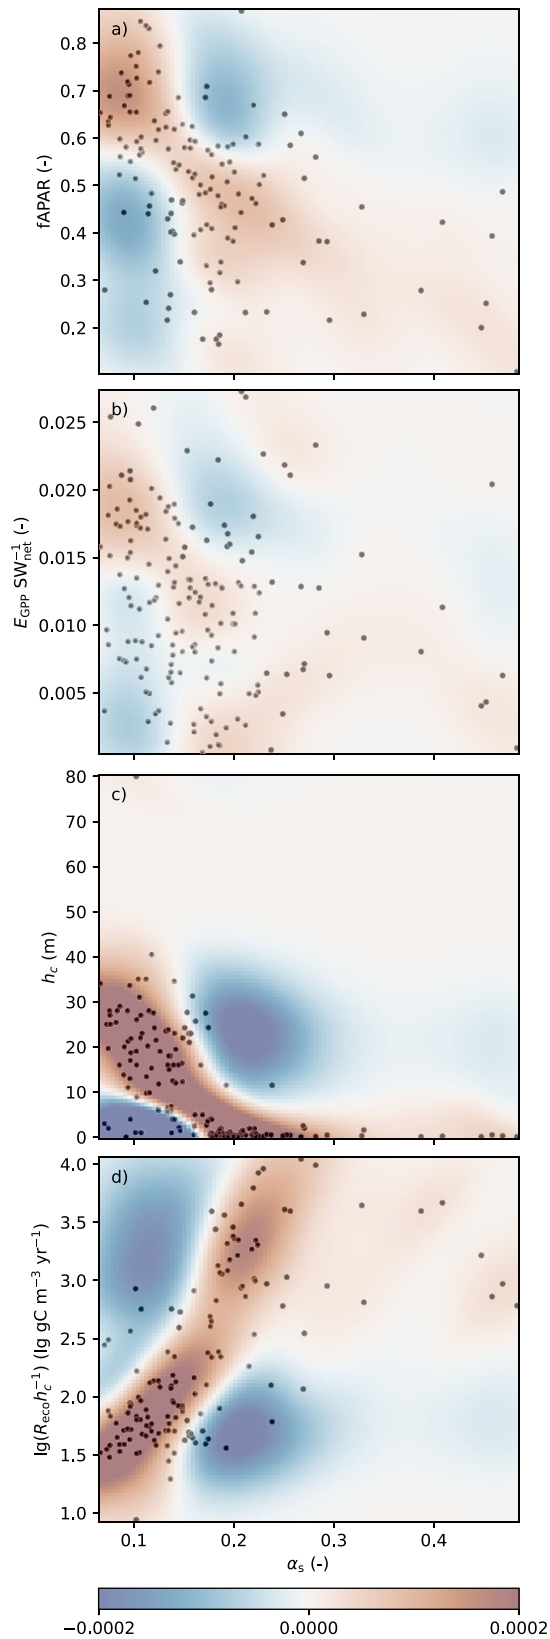 a)
0.8
0.7
0.6
0.5
0.4
0.3
0.2
fAPAR (-)
b)
0.025
0.020
0.015
0.010
0.005
E_GPP SW_net^−1 (-)
c)
80
70
60
50
40
30
20
10
0
h_c (m)
d)
4.0
3.5
3.0
2.5
2.0
1.5
1.0
lg(R_eco h_c^−1) (lg gC m^−3 yr^−1)
0.1 0.2 0.3 0.4
α_s (-)
−0.0002 0.0000 0.0002